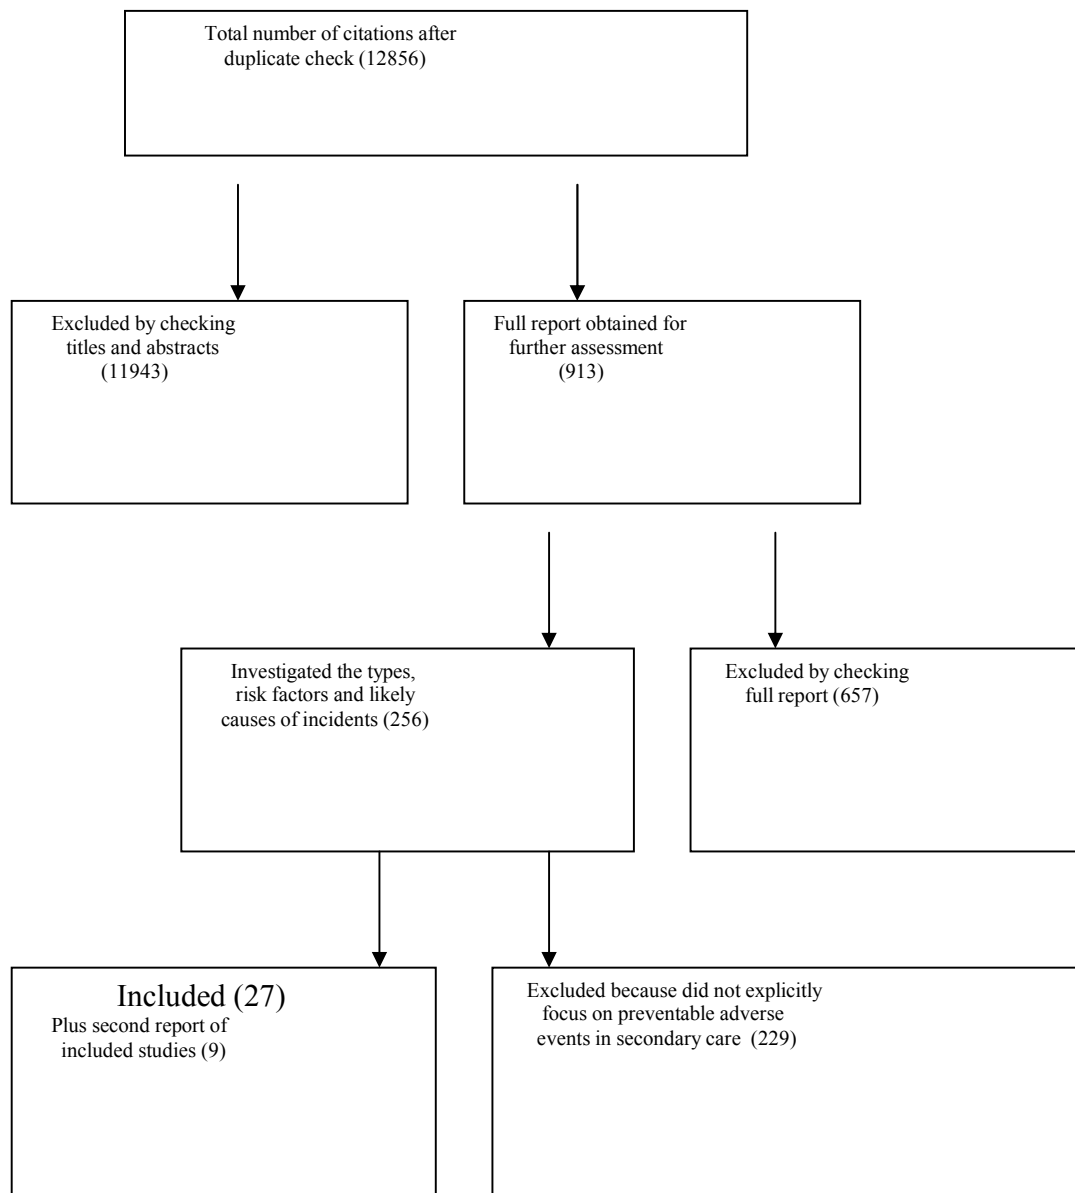 Total number of citations after
duplicate check (12856)
Excluded by checking
titles and abstracts
(11943)
Full report obtained for
further assessment
(913)
Investigated the types,
risk factors and likely
causes of incidents (256)
Excluded by checking
full report (657)
Included (27)
Plus second report of
included studies (9)
Excluded because did not explicitly
focus on preventable adverse
events in secondary care (229)